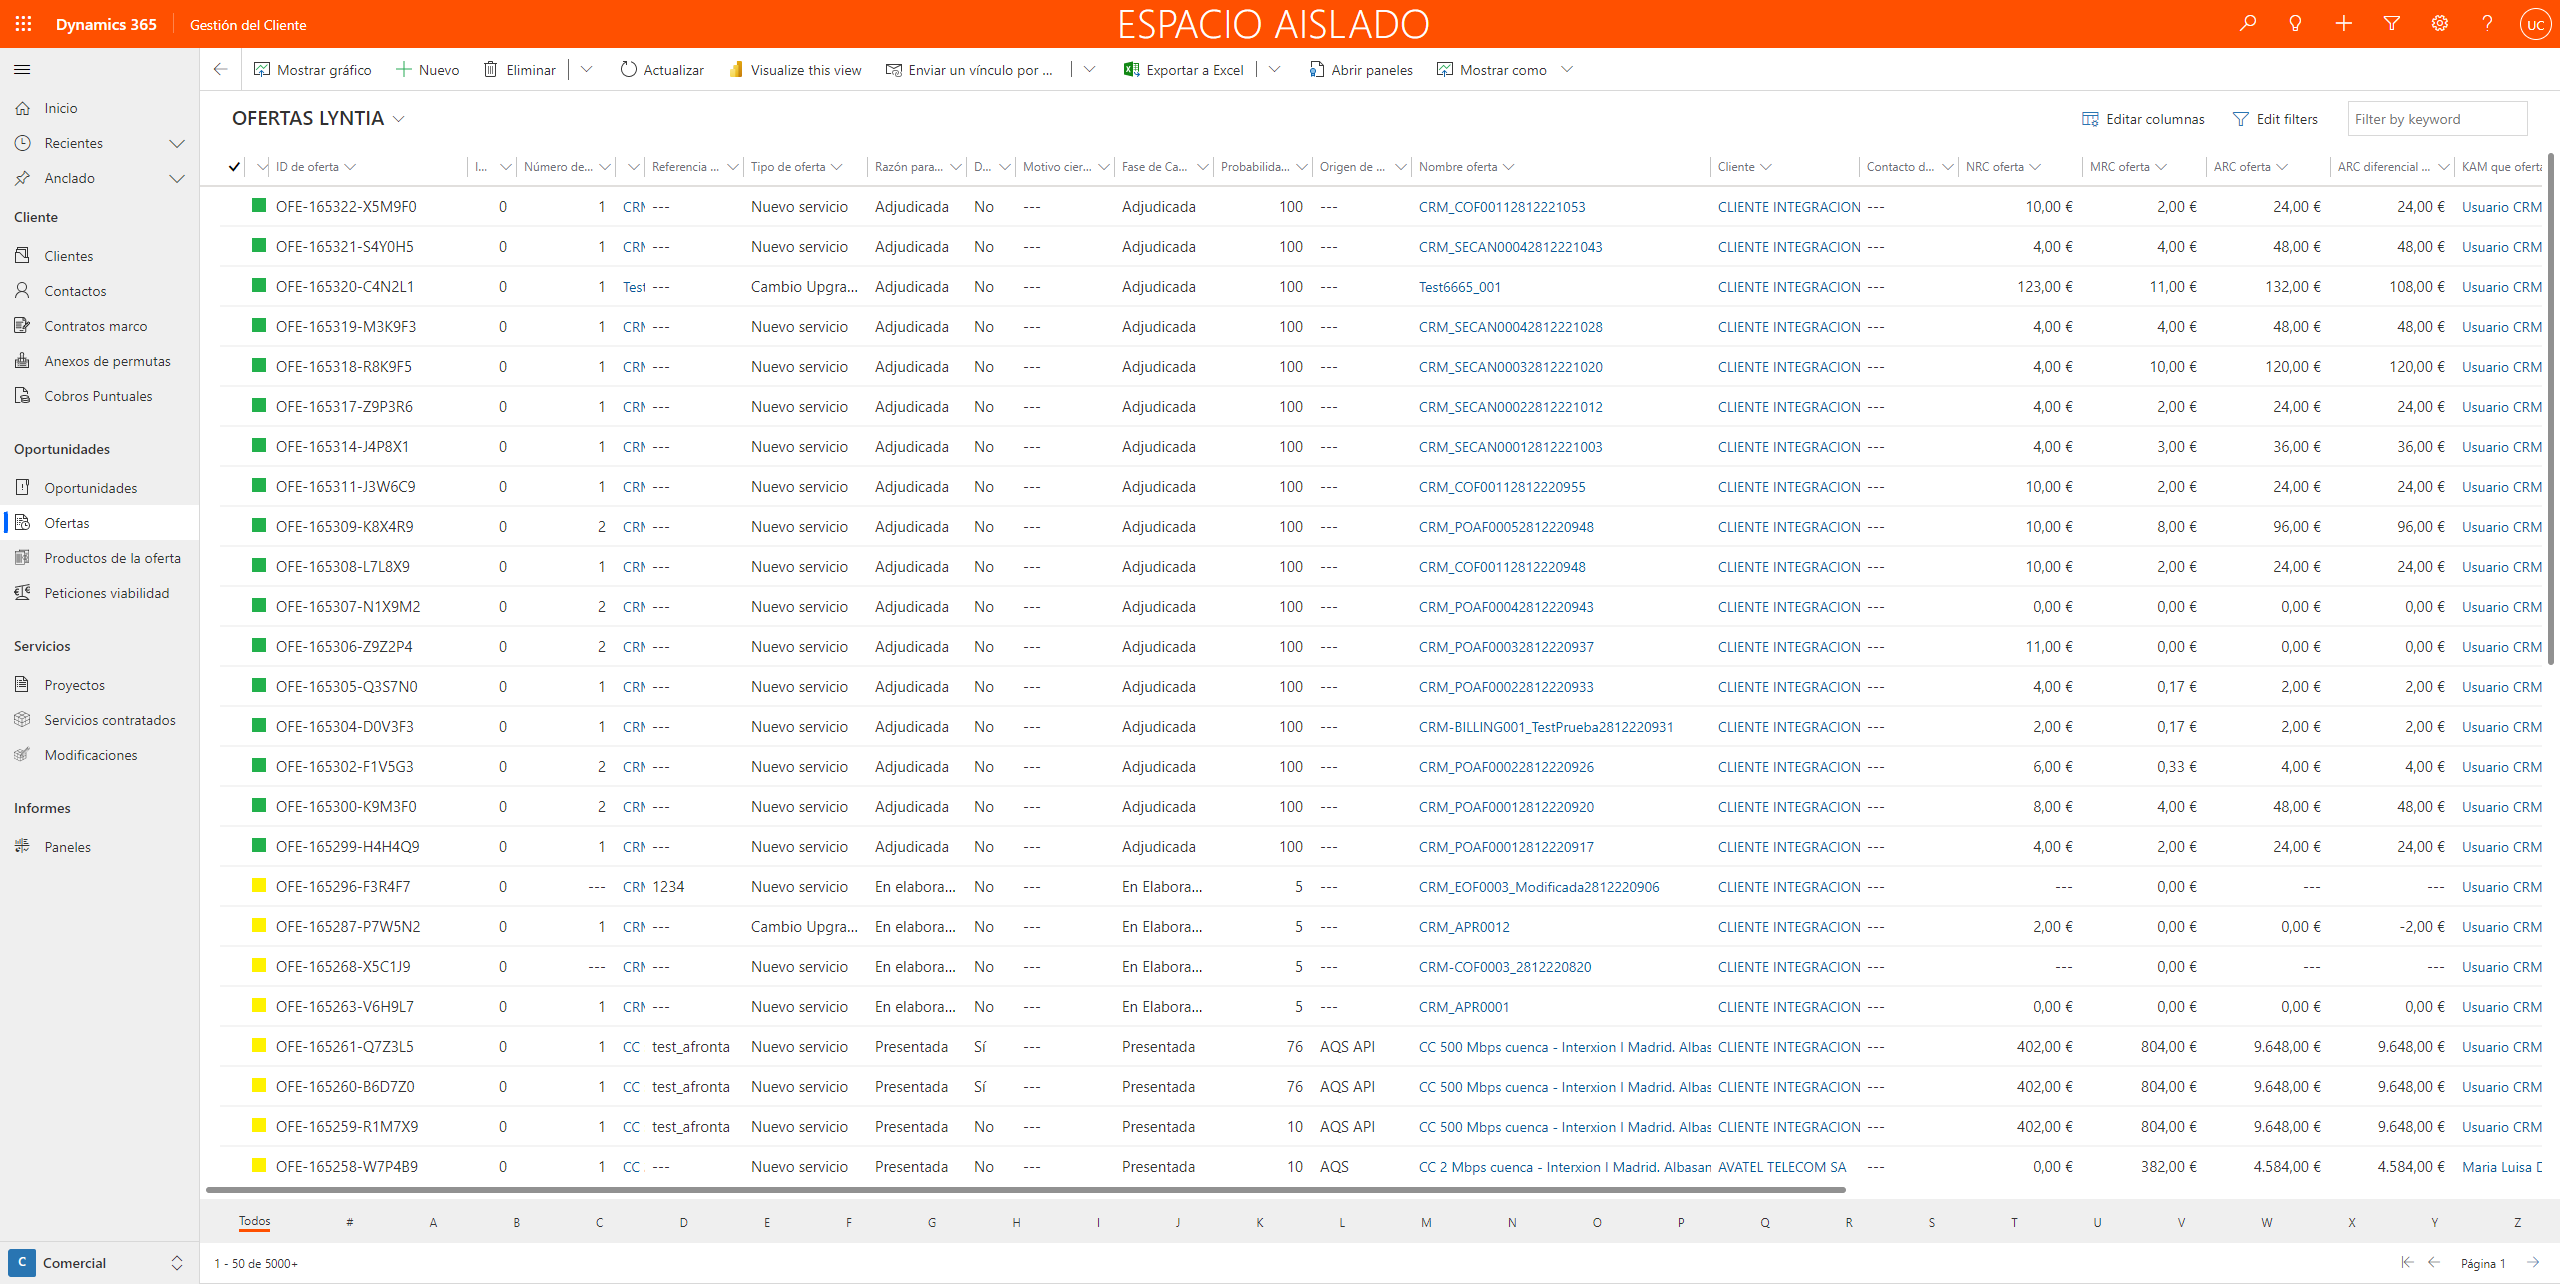 Dynamics 365 Gestión del Cliente ESPACIO AISLADO UC
Mostrar gráfico Nuevo Eliminar Actualizar Visualize this view Enviar un vínculo por ... Exportar a Excel Abrir paneles Mostrar como
Inicio
Recientes
Anclado
Cliente
Clientes
Contactos
Contratos marco
Anexos de permutas
Cobros Puntuales
Oportunidades
Oportunidades
Ofertas
Productos de la oferta
Peticiones viabilidad
Servicios
Proyectos
Servicios contratados
Modificaciones
Informes
Paneles
C Comercial
OFERTAS LYNTIA Editar columnas Edit filters Filter by keyword
ID de oferta I... Número de... Referencia ... Tipo de oferta Razón para... D... Motivo cier... Fase de Ca... Probabilida... Origen de ... Nombre oferta Cliente Contacto d... NRC oferta MRC oferta ARC oferta ARC diferencial ... KAM que oferta
OFE-165322-X5M9F0 0 1 CRM --- Nuevo servicio Adjudicada No --- Adjudicada 100 --- CRM_COF00112812221053 CLIENTE INTEGRACION --- 10,00 € 2,00 € 24,00 € 24,00 € Usuario CRM
OFE-165321-S4Y0H5 0 1 CRM --- Nuevo servicio Adjudicada No --- Adjudicada 100 --- CRM_SECAN00042812221043 CLIENTE INTEGRACION --- 4,00 € 4,00 € 48,00 € 48,00 € Usuario CRM
OFE-165320-C4N2L1 0 1 Test --- Cambio Upgra... Adjudicada No --- Adjudicada 100 --- Test6665_001 CLIENTE INTEGRACION --- 123,00 € 11,00 € 132,00 € 108,00 € Usuario CRM
OFE-165319-M3K9F3 0 1 CRM --- Nuevo servicio Adjudicada No --- Adjudicada 100 --- CRM_SECAN00042812221028 CLIENTE INTEGRACION --- 4,00 € 4,00 € 48,00 € 48,00 € Usuario CRM
OFE-165318-R8K9F5 0 1 CRM --- Nuevo servicio Adjudicada No --- Adjudicada 100 --- CRM_SECAN00032812221020 CLIENTE INTEGRACION --- 4,00 € 10,00 € 120,00 € 120,00 € Usuario CRM
OFE-165317-Z9P3R6 0 1 CRM --- Nuevo servicio Adjudicada No --- Adjudicada 100 --- CRM_SECAN00022812221012 CLIENTE INTEGRACION --- 4,00 € 2,00 € 24,00 € 24,00 € Usuario CRM
OFE-165314-J4P8X1 0 1 CRM --- Nuevo servicio Adjudicada No --- Adjudicada 100 --- CRM_SECAN00012812221003 CLIENTE INTEGRACION --- 4,00 € 3,00 € 36,00 € 36,00 € Usuario CRM
OFE-165311-J3W6C9 0 1 CRM --- Nuevo servicio Adjudicada No --- Adjudicada 100 --- CRM_COF00112812220955 CLIENTE INTEGRACION --- 10,00 € 2,00 € 24,00 € 24,00 € Usuario CRM
OFE-165309-K8X4R9 0 2 CRM --- Nuevo servicio Adjudicada No --- Adjudicada 100 --- CRM_POAF00052812220948 CLIENTE INTEGRACION --- 10,00 € 8,00 € 96,00 € 96,00 € Usuario CRM
OFE-165308-L7L8X9 0 1 CRM --- Nuevo servicio Adjudicada No --- Adjudicada 100 --- CRM_COF00112812220948 CLIENTE INTEGRACION --- 10,00 € 2,00 € 24,00 € 24,00 € Usuario CRM
OFE-165307-N1X9M2 0 2 CRM --- Nuevo servicio Adjudicada No --- Adjudicada 100 --- CRM_POAF00042812220943 CLIENTE INTEGRACION --- 0,00 € 0,00 € 0,00 € 0,00 € Usuario CRM
OFE-165306-Z9Z2P4 0 2 CRM --- Nuevo servicio Adjudicada No --- Adjudicada 100 --- CRM_POAF00032812220937 CLIENTE INTEGRACION --- 11,00 € 0,00 € 0,00 € 0,00 € Usuario CRM
OFE-165305-Q3S7N0 0 1 CRM --- Nuevo servicio Adjudicada No --- Adjudicada 100 --- CRM_POAF00022812220933 CLIENTE INTEGRACION --- 4,00 € 0,17 € 2,00 € 2,00 € Usuario CRM
OFE-165304-D0V3F3 0 1 CRM --- Nuevo servicio Adjudicada No --- Adjudicada 100 --- CRM-BILLING001_TestPrueba2812220931 CLIENTE INTEGRACION --- 2,00 € 0,17 € 2,00 € 2,00 € Usuario CRM
OFE-165302-F1V5G3 0 2 CRM --- Nuevo servicio Adjudicada No --- Adjudicada 100 --- CRM_POAF00022812220926 CLIENTE INTEGRACION --- 6,00 € 0,33 € 4,00 € 4,00 € Usuario CRM
OFE-165300-K9M3F0 0 2 CRM --- Nuevo servicio Adjudicada No --- Adjudicada 100 --- CRM_POAF00012812220920 CLIENTE INTEGRACION --- 8,00 € 4,00 € 48,00 € 48,00 € Usuario CRM
OFE-165299-H4H4Q9 0 1 CRM --- Nuevo servicio Adjudicada No --- Adjudicada 100 --- CRM_POAF00012812220917 CLIENTE INTEGRACION --- 4,00 € 2,00 € 24,00 € 24,00 € Usuario CRM
OFE-165296-F3R4F7 0 --- CRM 1234 Nuevo servicio En elabora... No --- En Elabora... 5 --- CRM_EOF0003_Modificada2812220906 CLIENTE INTEGRACION --- --- 0,00 € --- --- Usuario CRM
OFE-165287-P7W5N2 0 1 CRM --- Cambio Upgra... En elabora... No --- En Elabora... 5 --- CRM_APR0012 CLIENTE INTEGRACION --- 2,00 € 0,00 € 0,00 € -2,00 € Usuario CRM
OFE-165268-X5C1J9 0 --- CRM --- Nuevo servicio En elabora... No --- En Elabora... 5 --- CRM-COF0003_2812220820 CLIENTE INTEGRACION --- --- 0,00 € --- --- Usuario CRM
OFE-165263-V6H9L7 0 1 CRM --- Nuevo servicio En elabora... No --- En Elabora... 5 --- CRM_APR0001 CLIENTE INTEGRACION --- 0,00 € 0,00 € 0,00 € 0,00 € Usuario CRM
OFE-165261-Q7Z3L5 0 1 CC test_afronta Nuevo servicio Presentada Sí --- Presentada 76 AQS API CC 500 Mbps cuenca - Interxion I Madrid. Albas CLIENTE INTEGRACION --- 402,00 € 804,00 € 9.648,00 € 9.648,00 € Usuario CRM
OFE-165260-B6D7Z0 0 1 CC test_afronta Nuevo servicio Presentada Sí --- Presentada 76 AQS API CC 500 Mbps cuenca - Interxion I Madrid. Albas CLIENTE INTEGRACION --- 402,00 € 804,00 € 9.648,00 € 9.648,00 € Usuario CRM
OFE-165259-R1M7X9 0 1 CC test_afronta Nuevo servicio Presentada No --- Presentada 10 AQS API CC 500 Mbps cuenca - Interxion I Madrid. Albas CLIENTE INTEGRACION --- 402,00 € 804,00 € 9.648,00 € 9.648,00 € Usuario CRM
OFE-165258-W7P4B9 0 1 CC --- Nuevo servicio Presentada No --- Presentada 10 AQS CC 2 Mbps cuenca - Interxion I Madrid. Albasan AVATEL TELECOM SA --- 0,00 € 382,00 € 4.584,00 € 4.584,00 € Maria Luisa D
Todos # A B C D E F G H I J K L M N O P Q R S T U V W X Y Z
1 - 50 de 5000+ Página 1